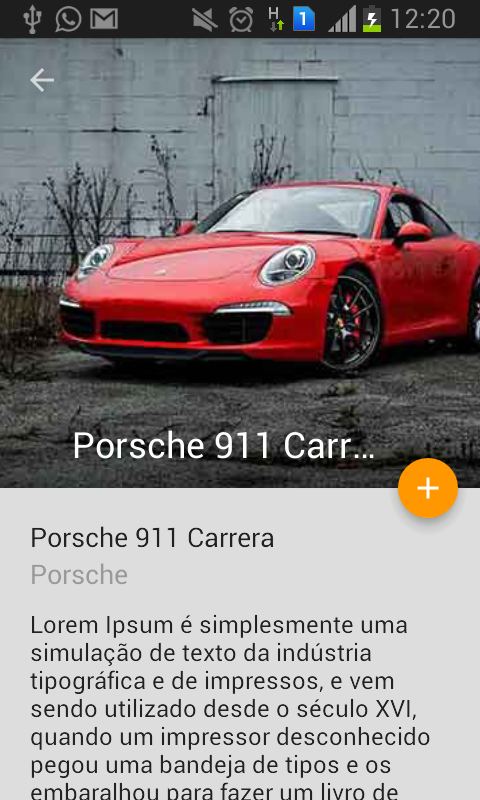 H 1 12:20
Porsche 911 Carr...
Porsche 911 Carrera
Porsche
Lorem Ipsum é simplesmente uma
simulação de texto da indústria
tipográfica e de impressos, e vem
sendo utilizado desde o século XVI,
quando um impressor desconhecido
pegou uma bandeja de tipos e os
embaralhou para fazer um livro de